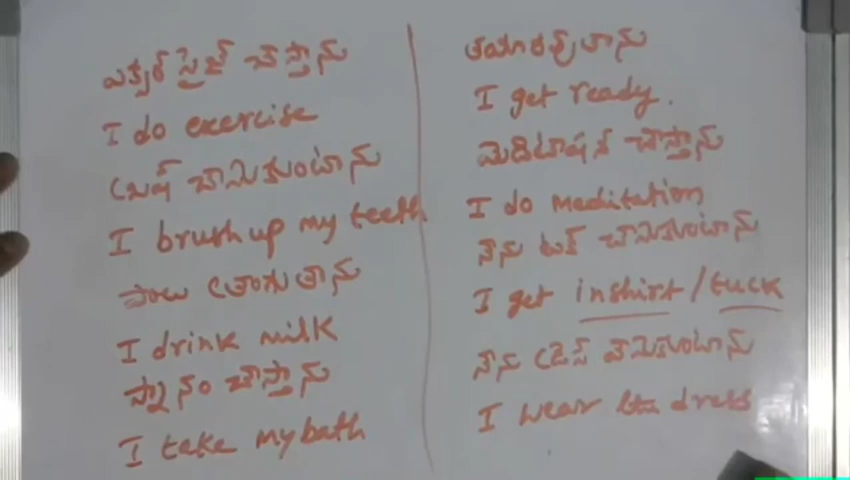 ఎక్సర్ సైజ్ చేస్తాను
I do exercise
బ్రష్ చేసుకుంటాను
I brush up my teeth
పాలు త్రాగుతాను
I drink milk
స్నానం చేస్తాను
I take my bath
తయారవుతాను
I get ready.
మెడిటేషన్ చేస్తాను
I do Meditation
నేను టక్ చేసుకుంటాను
I get inshirt / tuck
నేను డ్రెస్ వేసుకుంటాను
I wear dress